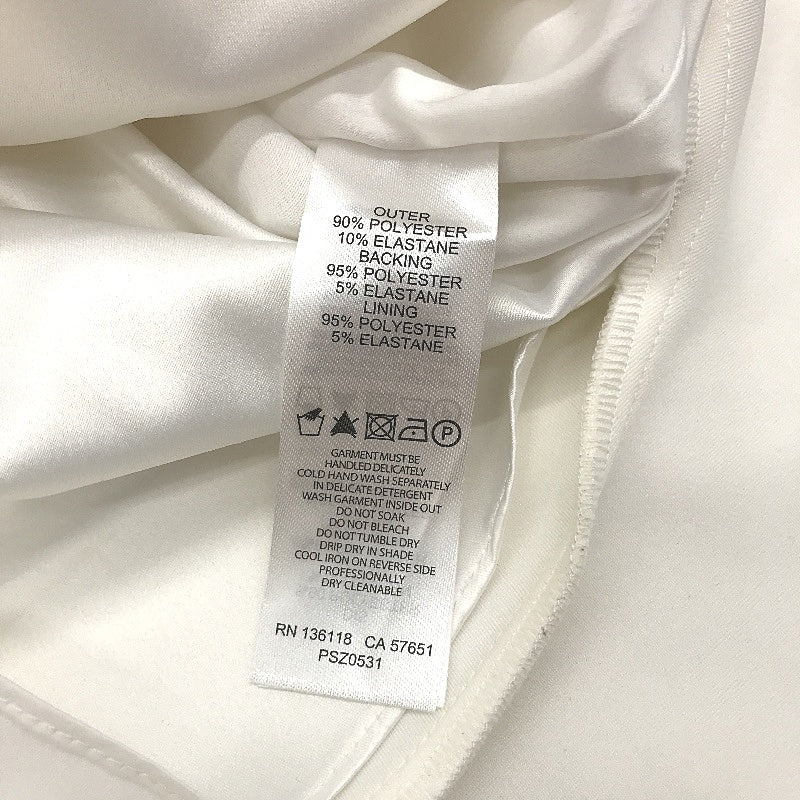 OUTER
90% POLYESTER
10% ELASTANE
BACKING
95% POLYESTER
5% ELASTANE
LINING
95% POLYESTER
5% ELASTANE
P
GARMENT MUST BE
HANDLED DELICATELY
COLD HAND WASH SEPARATELY
IN DELICATE DETERGENT
WASH GARMENT INSIDE OUT
DO NOT SOAK
DO NOT BLEACH
DO NOT TUMBLE DRY
DRIP DRY IN SHADE
COOL IRON ON REVERSE SIDE
PROFESSIONALLY
DRY CLEANABLE
RN 136118 CA 57651
PSZ0531